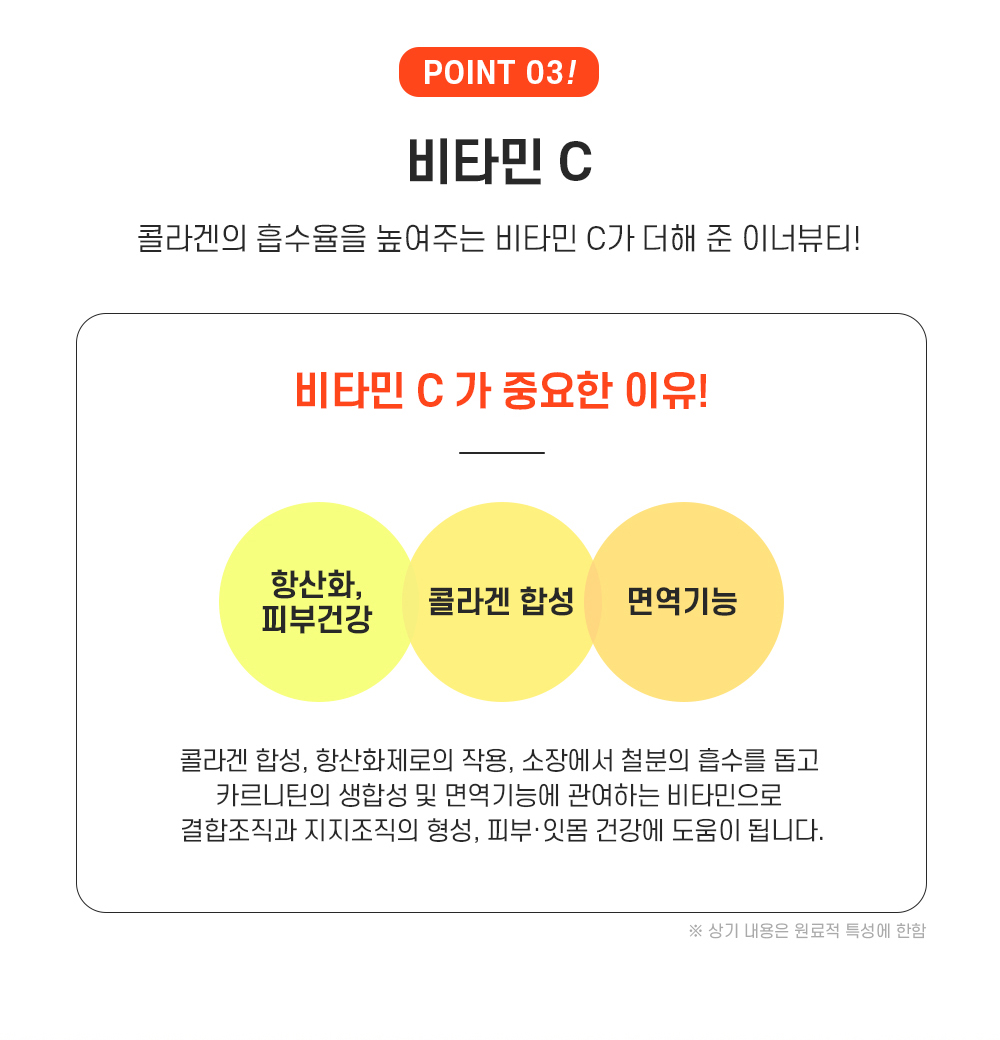 POINT 03!
비타민 C
콜라겐의 흡수율을 높여주는 비타민 C가 더해 준 이너뷰티!
비타민 C 가 중요한 이유!
항산화,
피부건강
콜라겐 합성
면역기능
콜라겐 합성, 항산화제로의 작용, 소장에서 철분의 흡수를 돕고
카르니틴의 생합성 및 면역기능에 관여하는 비타민으로
결합조직과 지지조직의 형성, 피부·잇몸 건강에 도움이 됩니다.
※ 상기 내용은 원료적 특성에 한함